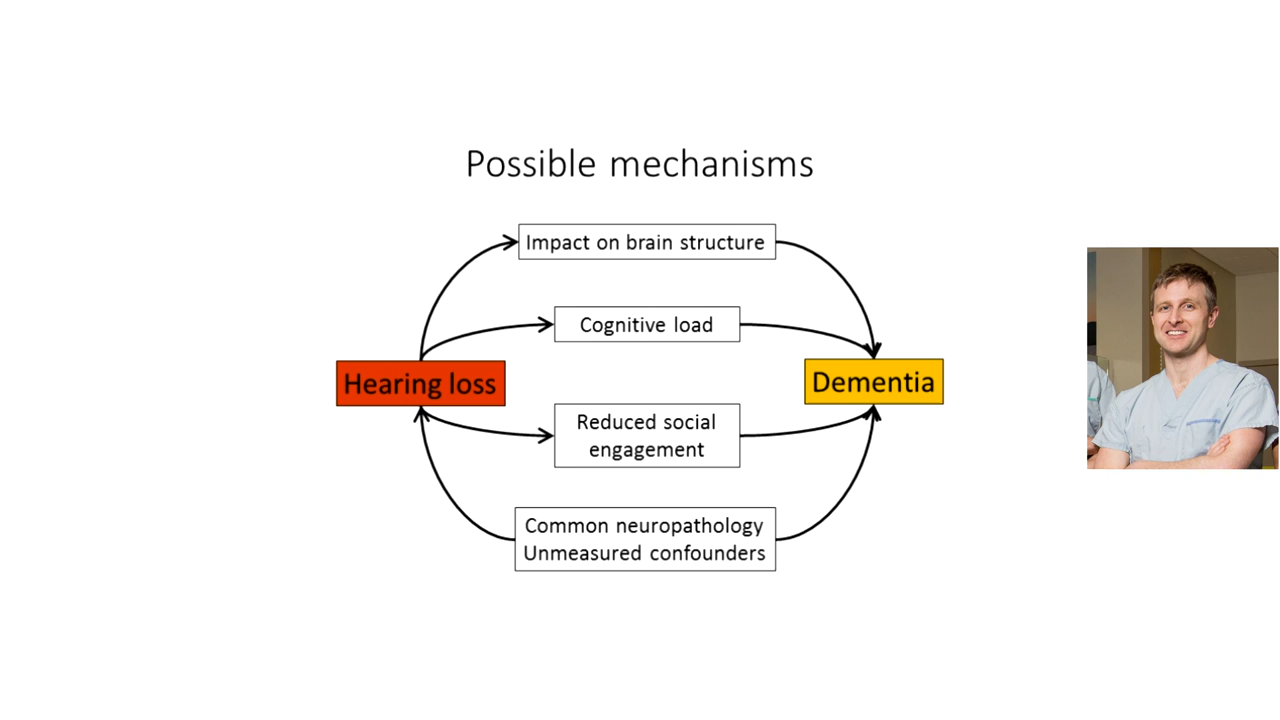 Possible mechanisms
Impact on brain structure
Cognitive load
Hearing loss
Dementia
Reduced social
engagement
Common neuropathology
Unmeasured confounders